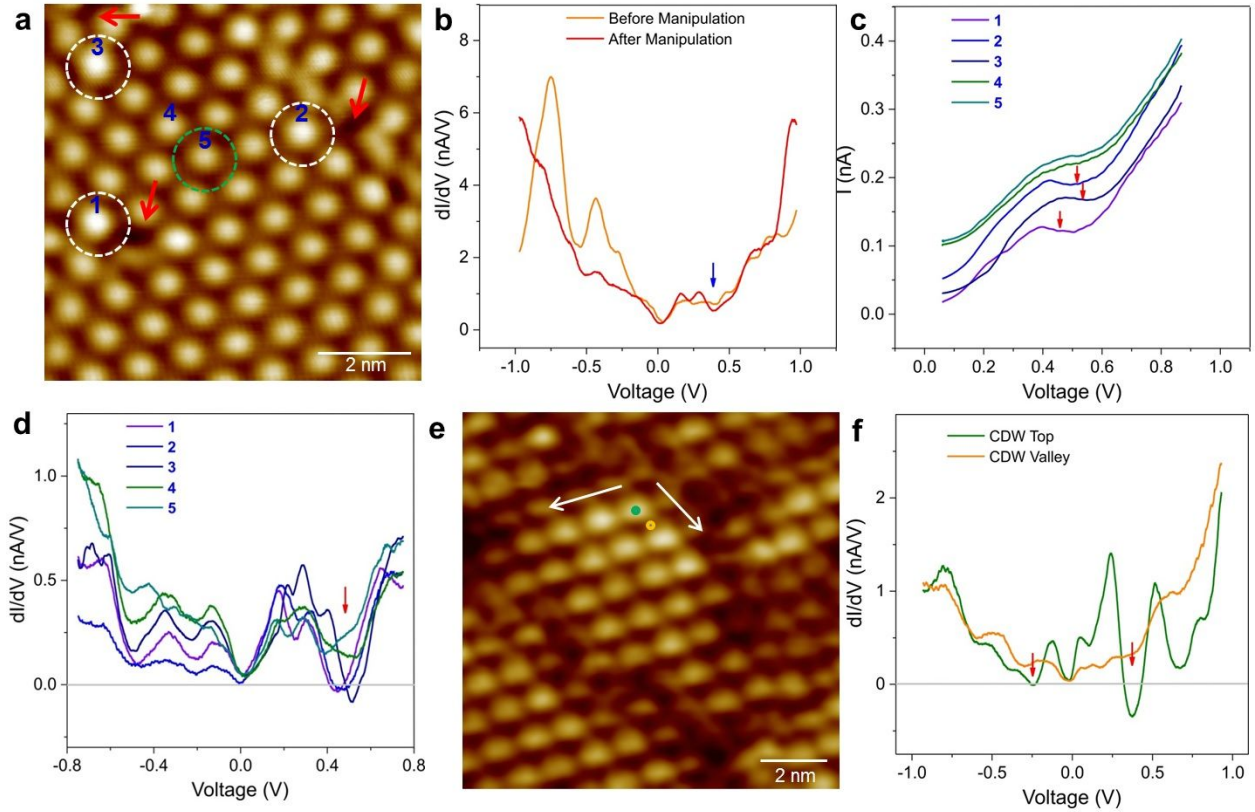 a
3
4
5
2
1
2 nm
b
Before Manipulation
After Manipulation
dI/dV (nA/V)
8
6
4
2
0
-1.0
-0.5
0.0
0.5
1.0
Voltage (V)
c
1
2
3
4
5
I (nA)
0.4
0.3
0.2
0.1
0.0
0.0
0.2
0.4
0.6
0.8
1.0
Voltage (V)
d
1
2
3
4
5
dI/dV (nA/V)
1.0
0.5
0.0
-0.8
-0.4
0.0
0.4
0.8
Voltage (V)
e
2 nm
f
CDW Top
CDW Valley
dI/dV (nA/V)
2
1
0
-1.0
-0.5
0.0
0.5
1.0
Voltage (V)